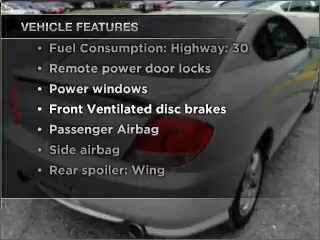 VEHICLE FEATURES
• Fuel Consumption: Highway: 30
• Remote power door locks
• Power windows
• Front Ventilated disc brakes
• Passenger Airbag
• Side airbag
• Rear spoiler: Wing